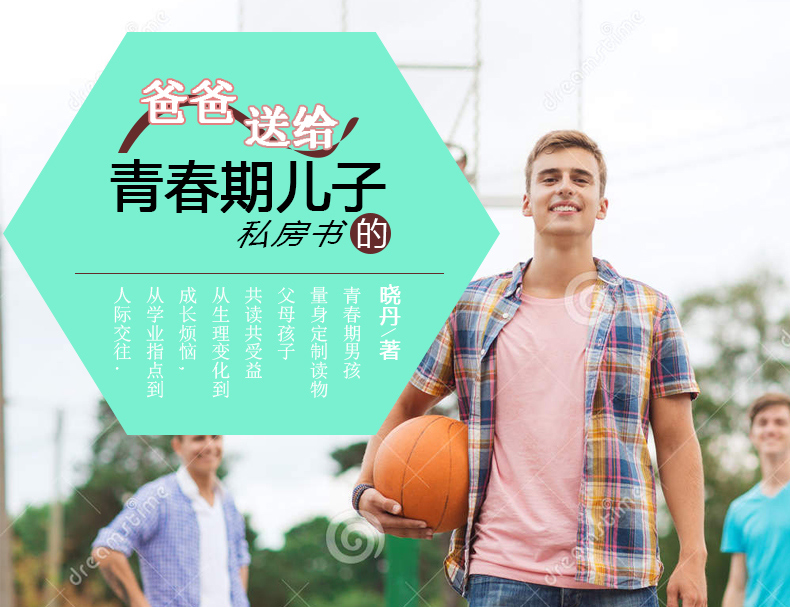 爸爸送给
青春期儿子
的私房书
晓丹/著
青春期男孩
量身定制读物
父母孩子
共读共受益
从生理变化到
成长烦恼,
从学业指点到
人际交往.
dreamstime
dreamstime
dreamstime
dreamstime